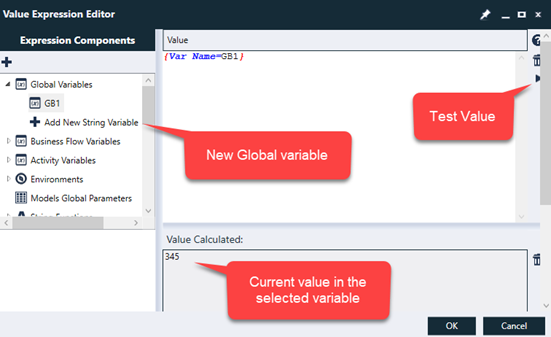 Value Expression Editor
Expression Components
Value
{Var Name=GB1}
Global Variables
GB1
Add New String Variable
Business Flow Variables
Activity Variables
Environments
Models Global Parameters
String Functions
Test Value
New Global variable
Value Calculated:
345
Current value in the
selected variable
OK
Cancel